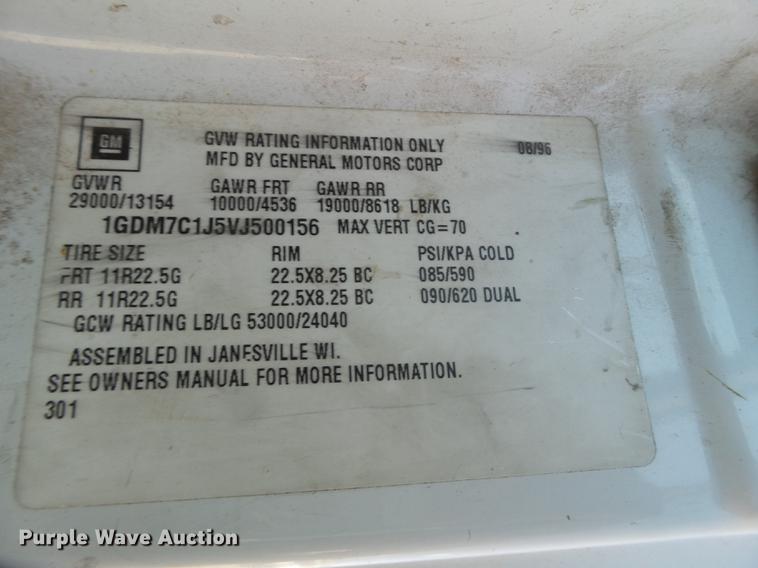 GM
GVW RATING INFORMATION ONLY 08/96
MFD BY GENERAL MOTORS CORP
GVWR GAWR FRT GAWR RR
29000/13154 10000/4536 19000/8618 LB/KG
1GDM7C1J5VJ500156 MAX VERT CG=70
TIRE SIZE RIM PSI/KPA COLD
FRT 11R22.5G 22.5X8.25 BC 085/590
RR 11R22.5G 22.5X8.25 BC 090/620 DUAL
GCW RATING LB/LG 53000/24040
ASSEMBLED IN JANESVILLE WI.
SEE OWNERS MANUAL FOR MORE INFORMATION.
301
Purple Wave Auction